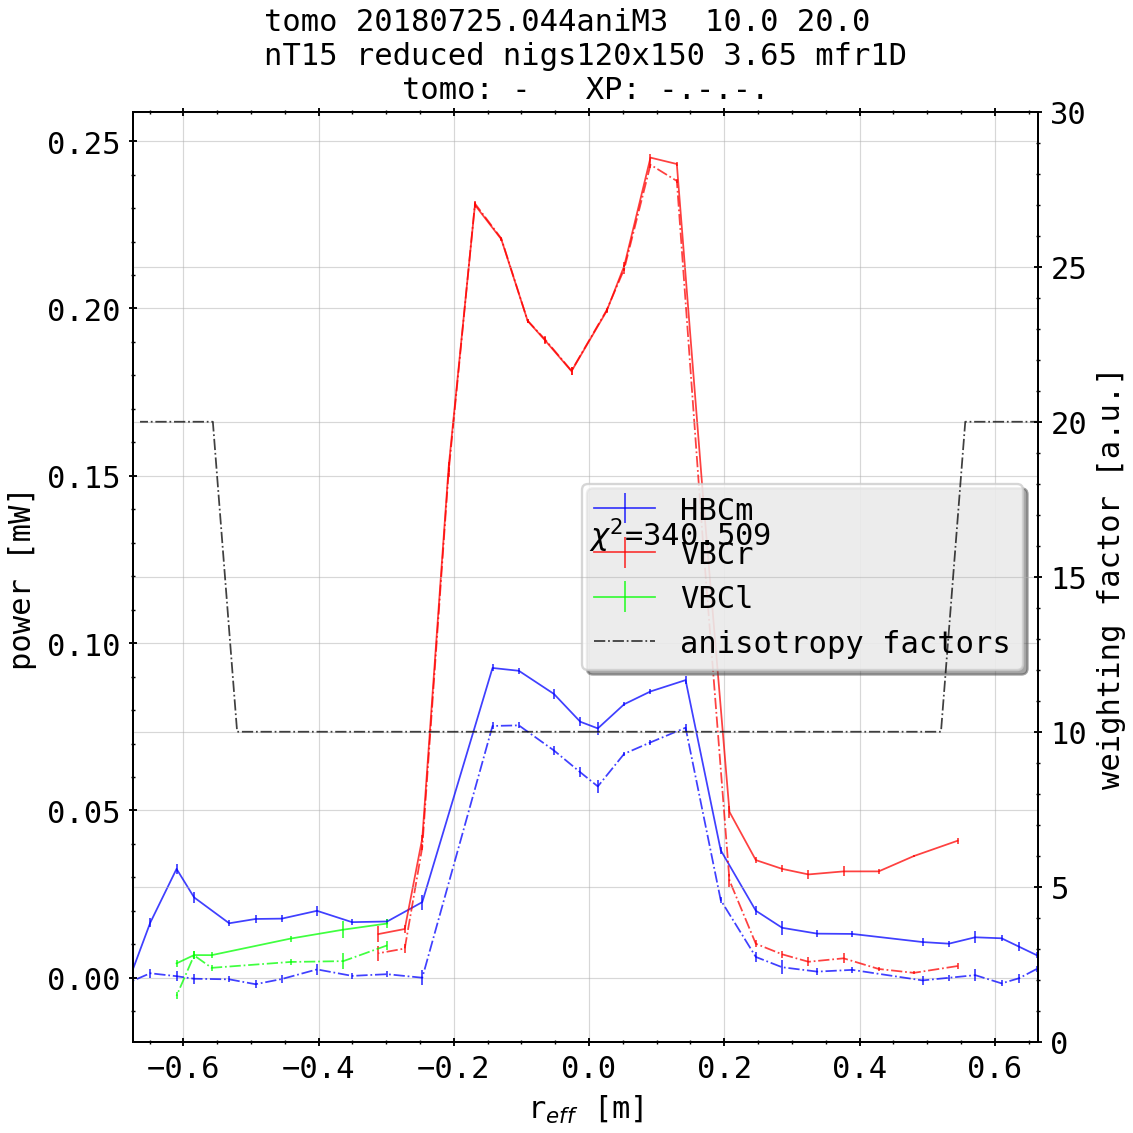 tomo 20180725.044aniM3  10.0 20.0
nT15 reduced nigs120x150 3.65 mfr1D
tomo: -   XP: -.-.-.
0.25
0.20
0.15
0.10
0.05
0.00
power [mW]
30
25
20
15
10
5
0
weighting factor [a.u.]
HBCm
χ²=340.509
VBCr
VBCl
anisotropy factors
−0.6
−0.4
−0.2
0.0
0.2
0.4
0.6
r_eff [m]